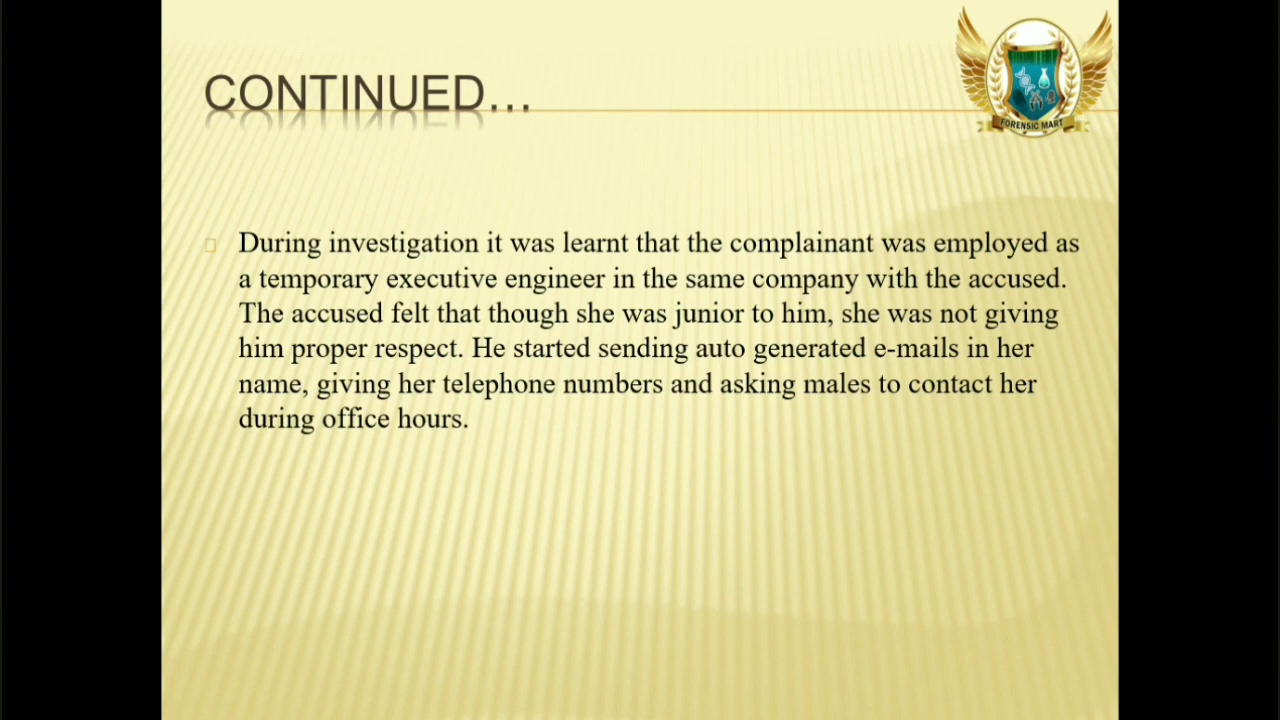 CONTINUED…
FORENSIC MART
During investigation it was learnt that the complainant was employed as
a temporary executive engineer in the same company with the accused.
The accused felt that though she was junior to him, she was not giving
him proper respect. He started sending auto generated e-mails in her
name, giving her telephone numbers and asking males to contact her
during office hours.